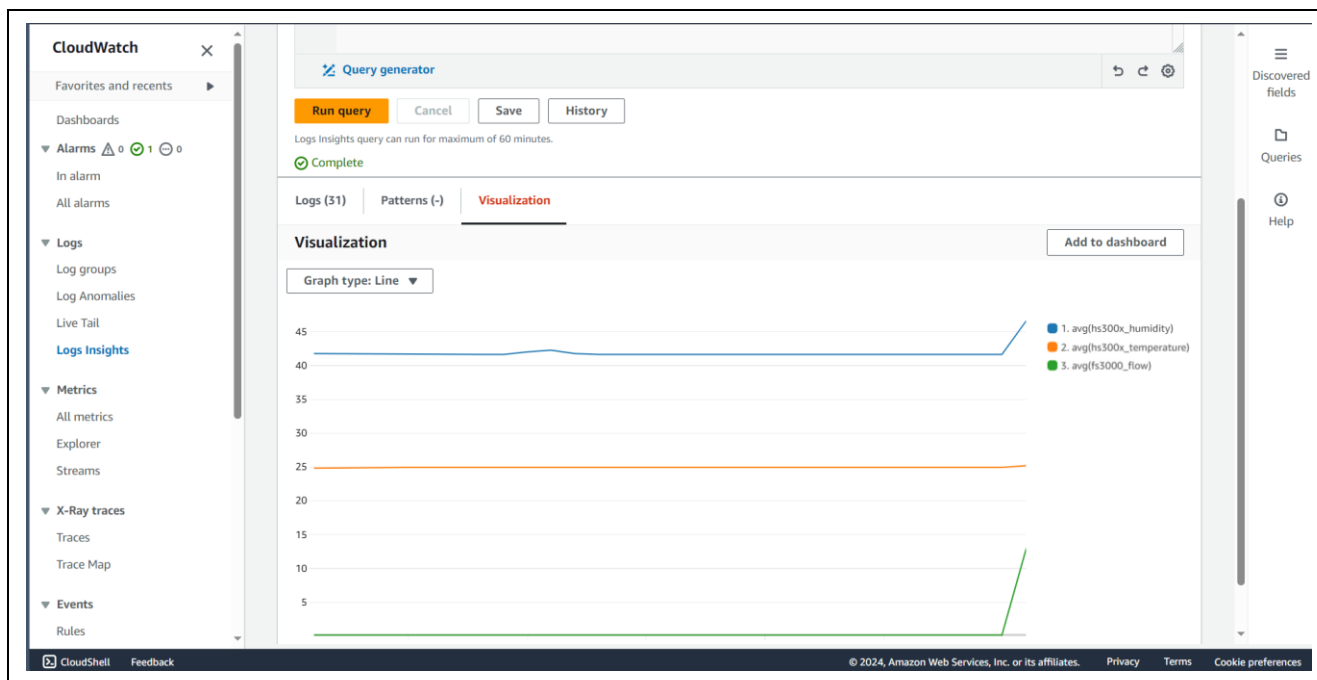 CloudWatch
Favorites and recents
Dashboards
Alarms 0 1 0
In alarm
All alarms
Logs
Log groups
Log Anomalies
Live Tail
Logs Insights
Metrics
All metrics
Explorer
Streams
X-Ray traces
Traces
Trace Map
Events
Rules
Query generator
Run query Cancel Save History
Logs Insights query can run for maximum of 60 minutes.
Complete
Logs (31) Patterns (-) Visualization
Visualization Add to dashboard
Graph type: Line
45
40
35
30
25
20
15
10
5
1. avg(hs300x_humidity)
2. avg(hs300x_temperature)
3. avg(fs3000_flow)
Discovered
fields
Queries
Help
CloudShell Feedback © 2024, Amazon Web Services, Inc. or its affiliates. Privacy Terms Cookie preferences